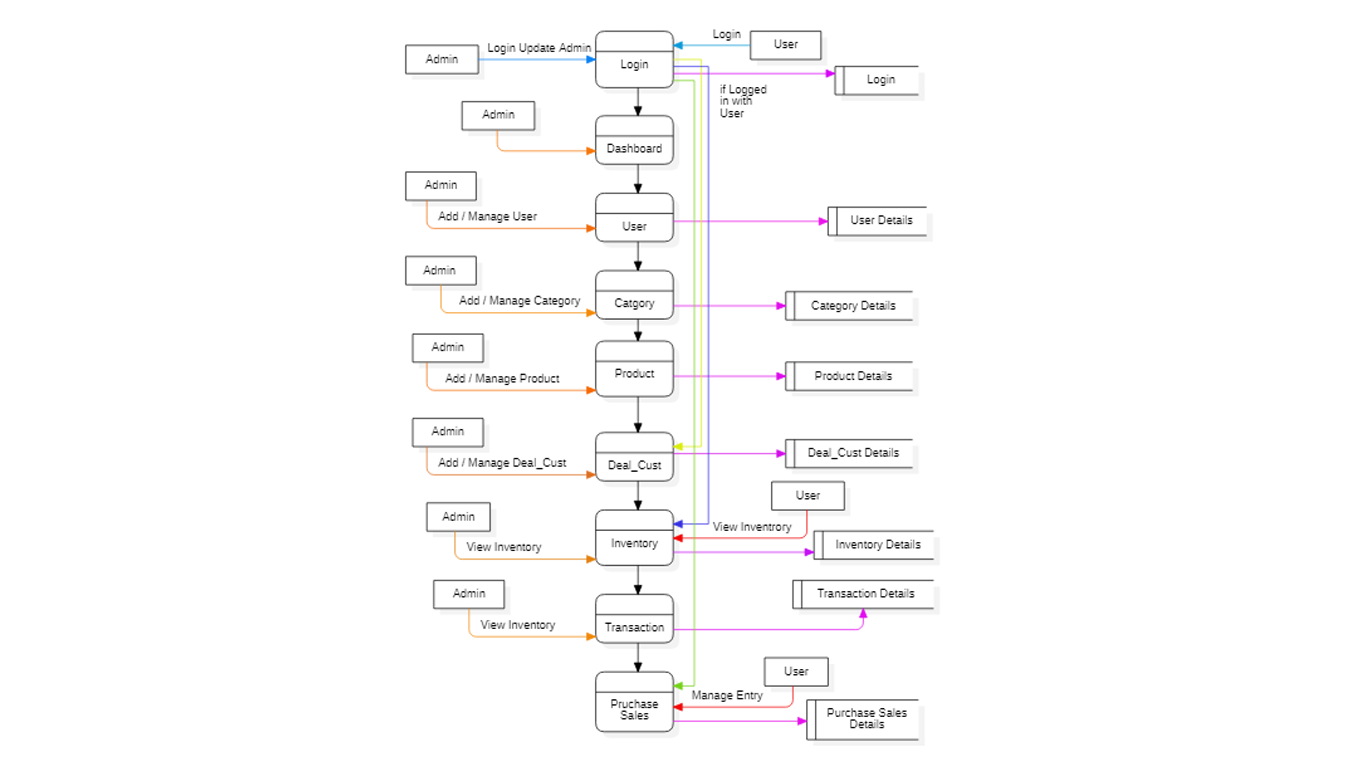 Login
User
Login Update Admin
Admin
Login
Login
if Logged
in with
User
Admin
Dashboard
Admin
Add / Manage User
User
User Details
Admin
Add / Manage Category
Catgory
Category Details
Admin
Add / Manage Product
Product
Product Details
Admin
Add / Manage Deal_Cust
Deal_Cust
Deal_Cust Details
User
Admin
View Inventrory
View Inventory
Inventory
Inventory Details
Admin
Transaction Details
View Inventory
Transaction
User
Manage Entry
Pruchase
Sales
Purchase Sales
Details